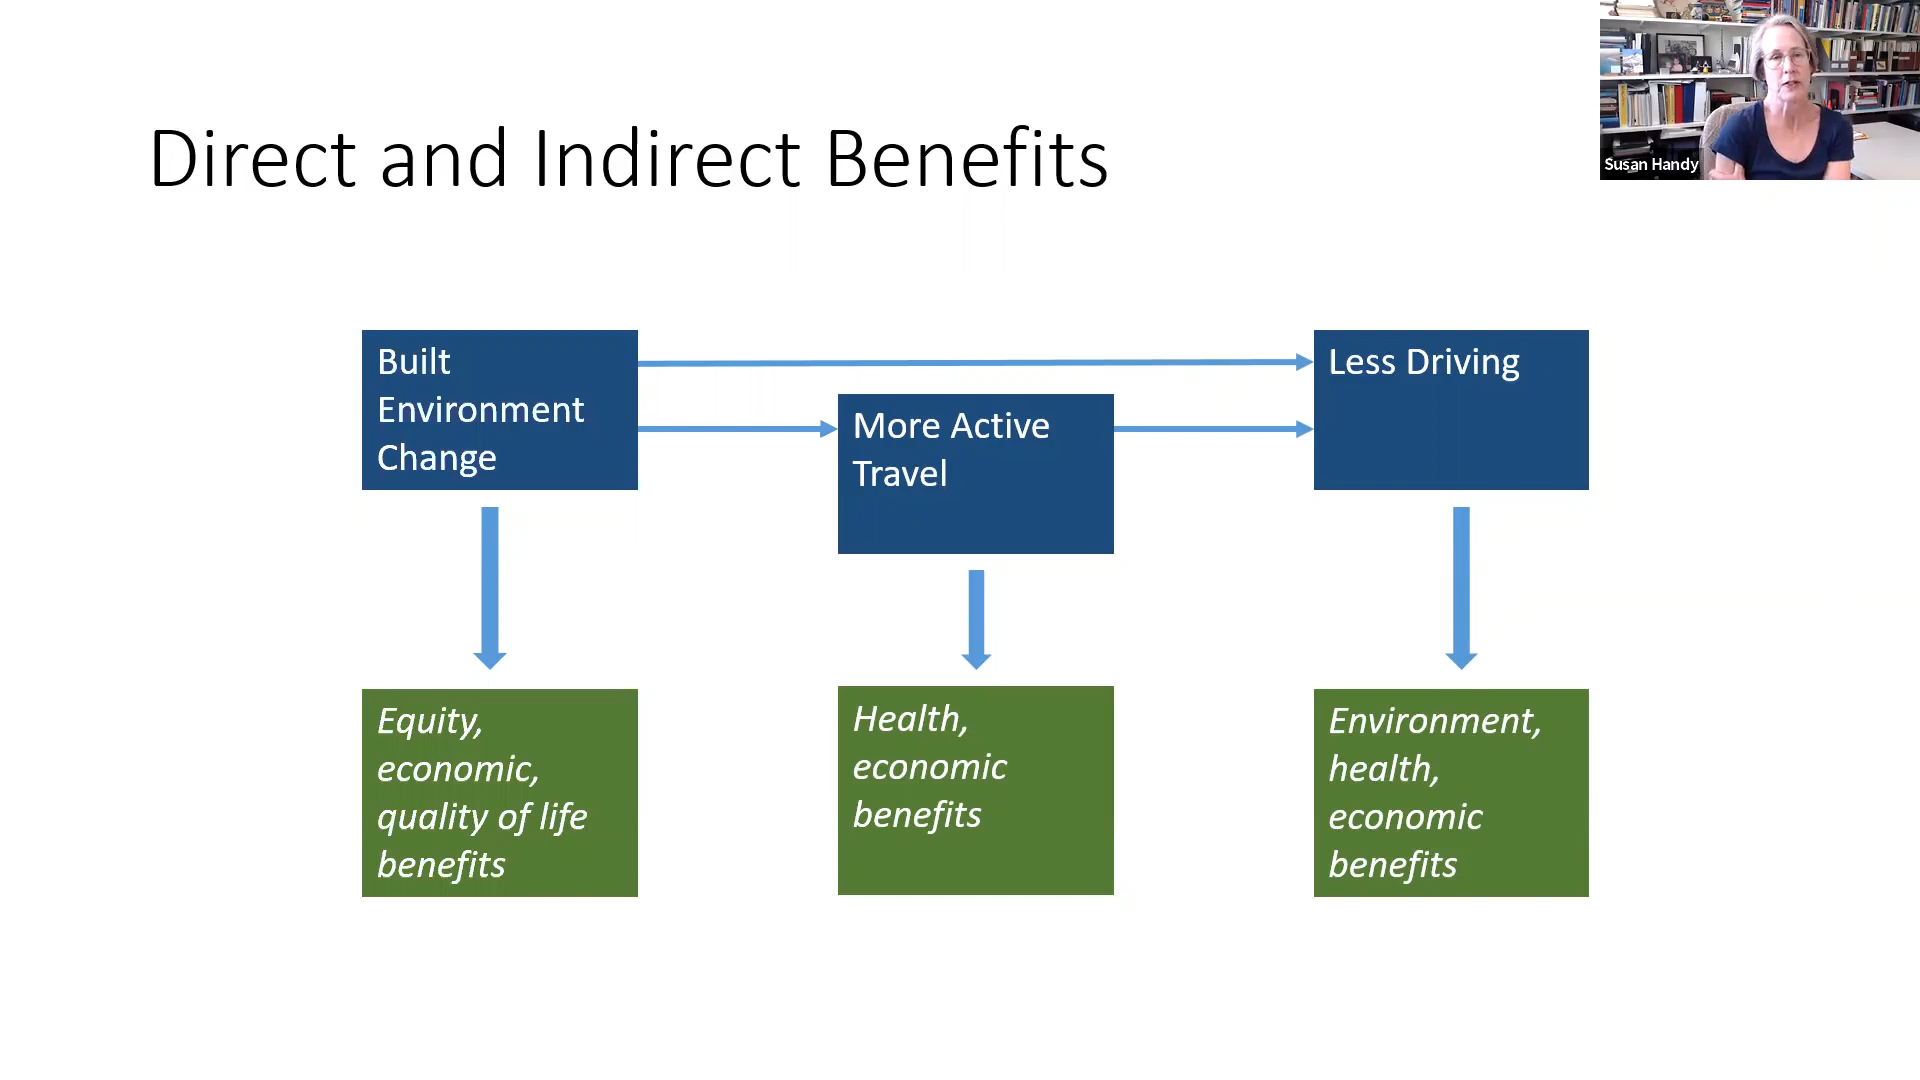 Direct and Indirect Benefits
Susan Handy
Built
Environment
Change
More Active
Travel
Less Driving
Equity,
economic,
quality of life
benefits
Health,
economic
benefits
Environment,
health,
economic
benefits